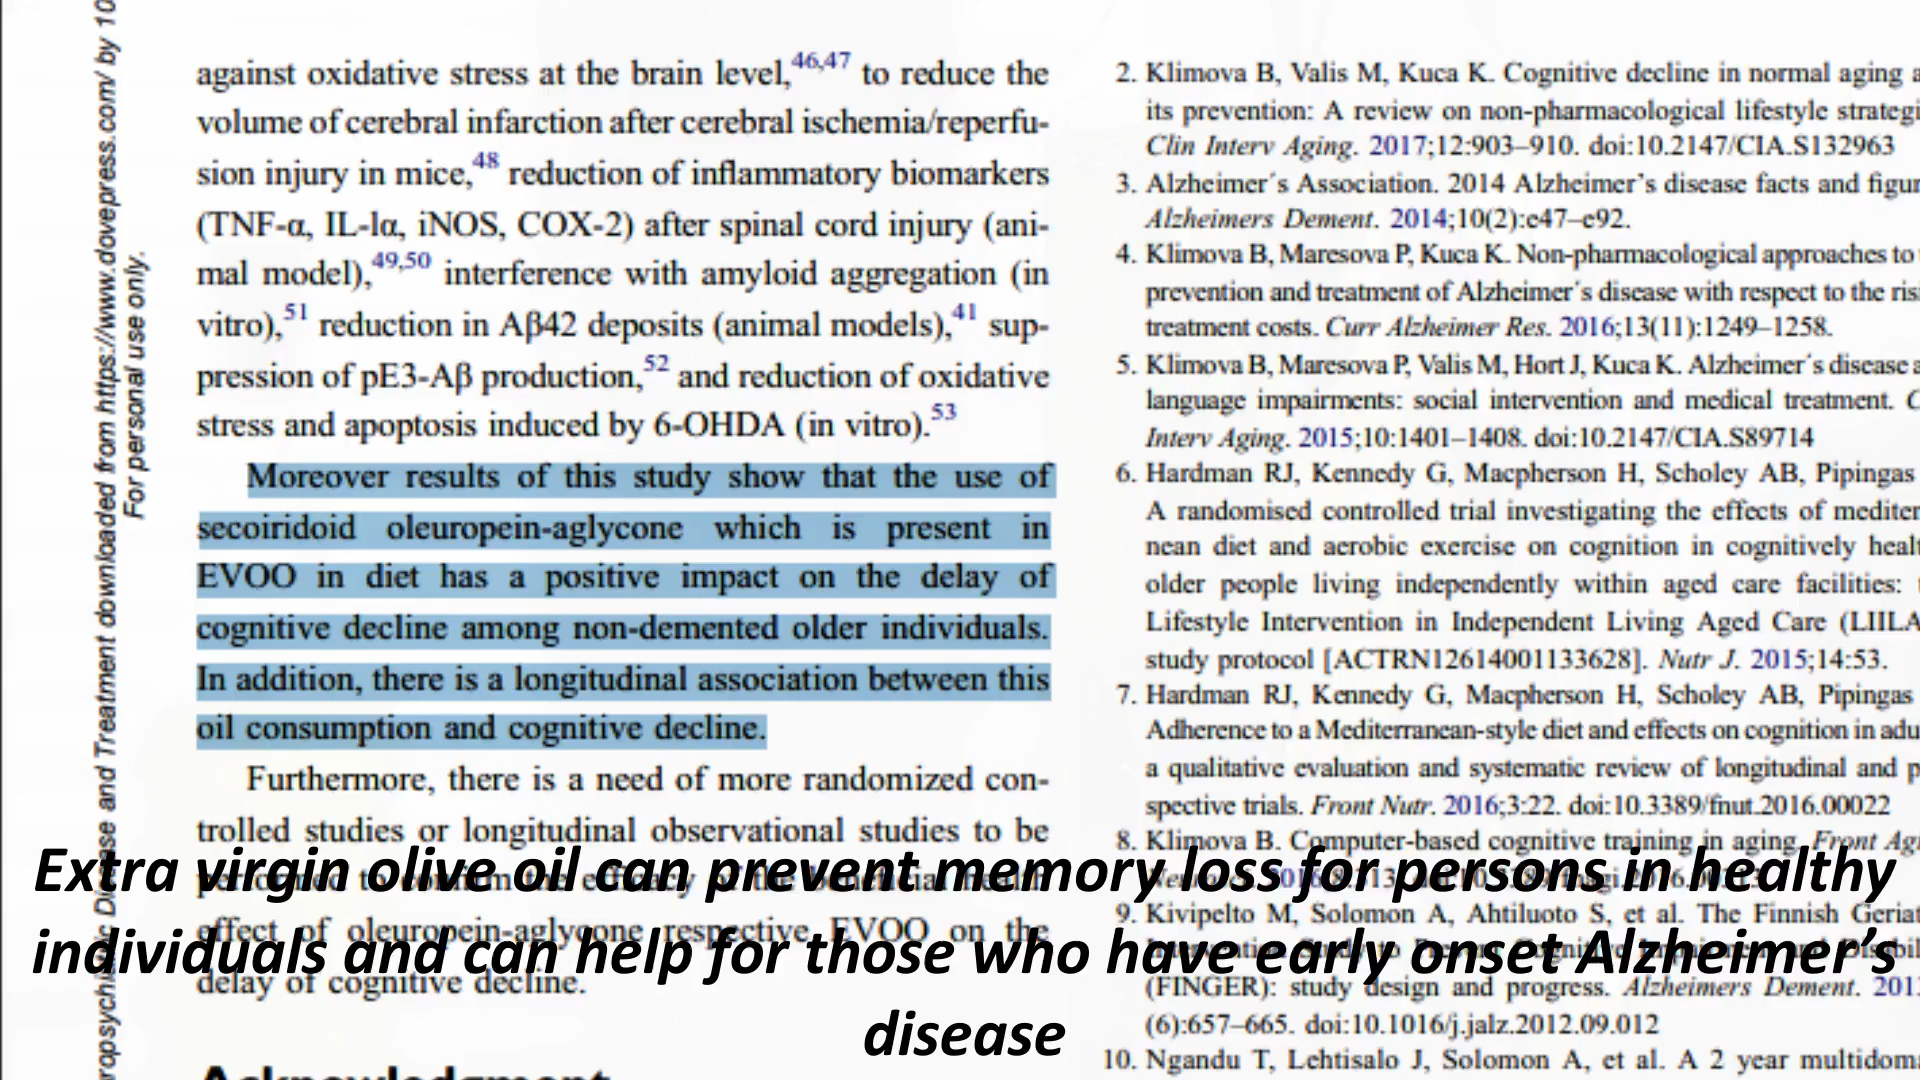 against oxidative stress at the brain level,46,47 to reduce the
volume of cerebral infarction after cerebral ischemia/reperfu-
sion injury in mice,48 reduction of inflammatory biomarkers
(TNF-α, IL-lα, iNOS, COX-2) after spinal cord injury (ani-
mal model),49,50 interference with amyloid aggregation (in
vitro),51 reduction in Aβ42 deposits (animal models),41 sup-
pression of pE3-Aβ production,52 and reduction of oxidative
stress and apoptosis induced by 6-OHDA (in vitro).53
Moreover results of this study show that the use of
secoiridoid oleuropein-aglycone which is present in
EVOO in diet has a positive impact on the delay of
cognitive decline among non-demented older individuals.
In addition, there is a longitudinal association between this
oil consumption and cognitive decline.
Furthermore, there is a need of more randomized con-
trolled studies or longitudinal observational studies to be
effect of oleuropein-aglycone respective EVOO on the
delay of cognitive decline.
Acknowledgment
2. Klimova B, Valis M, Kuca K. Cognitive decline in normal aging a
its prevention: A review on non-pharmacological lifestyle strategi
Clin Interv Aging. 2017;12:903–910. doi:10.2147/CIA.S132963
3. Alzheimer´s Association. 2014 Alzheimer’s disease facts and figur
Alzheimers Dement. 2014;10(2):e47–e92.
4. Klimova B, Maresova P, Kuca K. Non-pharmacological approaches to
prevention and treatment of Alzheimer´s disease with respect to the ris
treatment costs. Curr Alzheimer Res. 2016;13(11):1249–1258.
5. Klimova B, Maresova P, Valis M, Hort J, Kuca K. Alzheimer´s disease a
language impairments: social intervention and medical treatment. C
Interv Aging. 2015;10:1401–1408. doi:10.2147/CIA.S89714
6. Hardman RJ, Kennedy G, Macpherson H, Scholey AB, Pipingas
A randomised controlled trial investigating the effects of mediter
nean diet and aerobic exercise on cognition in cognitively healt
older people living independently within aged care facilities:
Lifestyle Intervention in Independent Living Aged Care (LIILA
study protocol [ACTRN12614001133628]. Nutr J. 2015;14:53.
7. Hardman RJ, Kennedy G, Macpherson H, Scholey AB, Pipingas
Adherence to a Mediterranean-style diet and effects on cognition in adu
a qualitative evaluation and systematic review of longitudinal and p
spective trials. Front Nutr. 2016;3:22. doi:10.3389/fnut.2016.00022
8. Klimova B. Computer-based cognitive training in aging. Front Ag
9. Kivipelto M, Solomon A, Ahtiluoto S, et al. The Finnish Geriat
(FINGER): study design and progress. Alzheimers Dement. 201
(6):657–665. doi:10.1016/j.jalz.2012.09.012
10. Ngandu T, Lehtisalo J, Solomon A, et al. A 2 year multidom
ropsychiatric Disease and Treatment downloaded from https://www.dovepress.com/ by 10
For personal use only.
Extra virgin olive oil can prevent memory loss for persons in healthy
individuals and can help for those who have early onset Alzheimer’s
disease